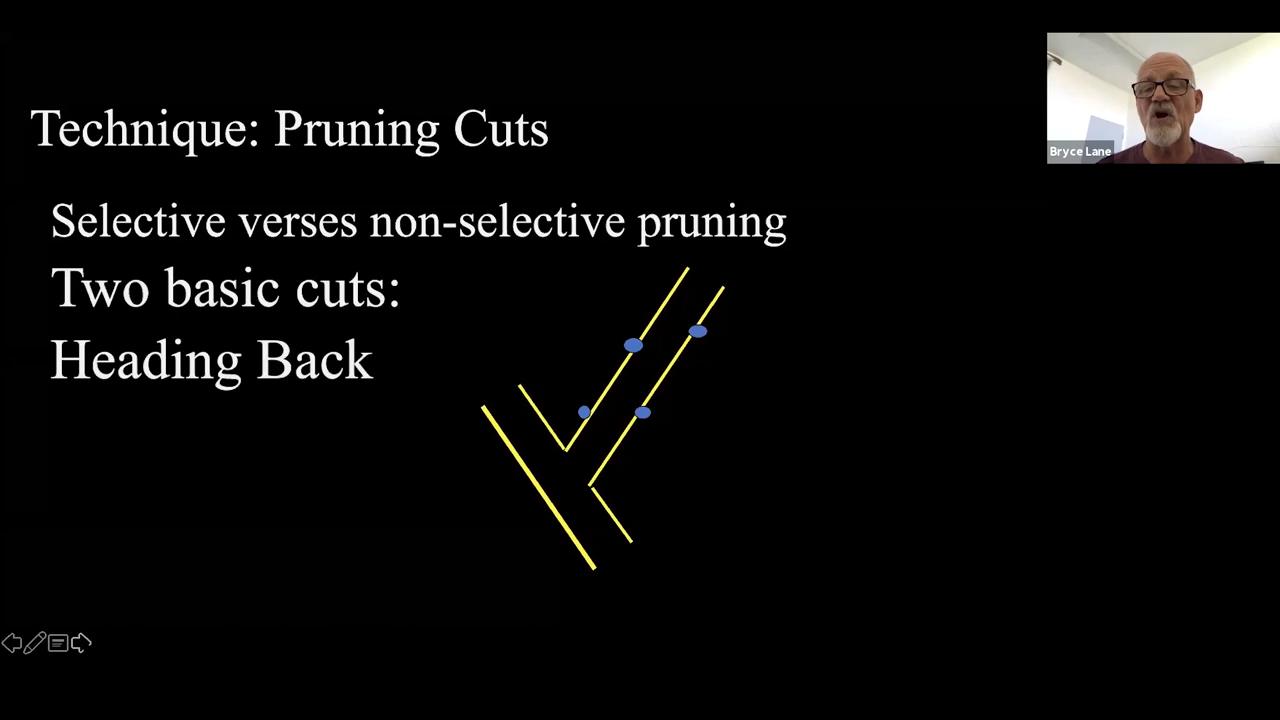 Technique: Pruning Cuts
Bryce Lane
Selective verses non-selective pruning
Two basic cuts:
Heading Back